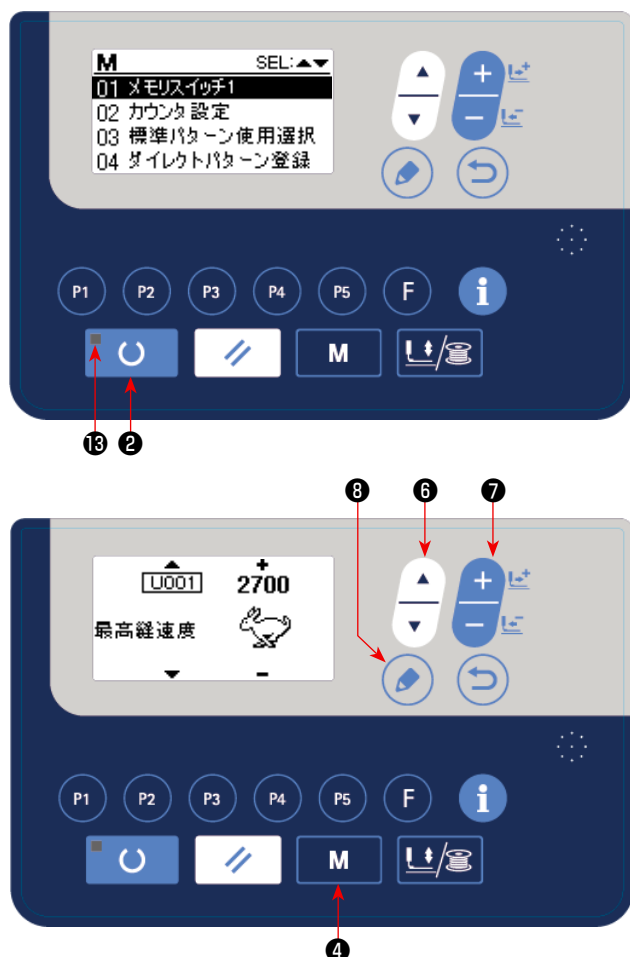 M SEL:▲▼
01 メモリスイッチ1
02 カウンタ設定
03 標準パターン使用選択
04 ダイレクトパターン登録
P1 P2 P3 P4 P5 F i
M
⓭ ❷
❽ ❻ ❼
U001 2700
最高縫速度
P1 P2 P3 P4 P5 F i
M
❹